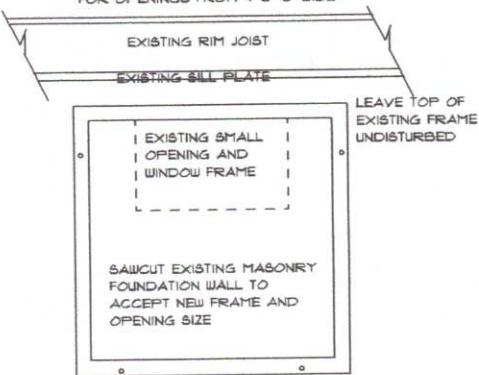 EXISTING RIM JOIST
EXISTING SILL PLATE
LEAVE TOP OF
EXISTING FRAME
UNDISTURBED
EXISTING SMALL
OPENING AND
WINDOW FRAME
SAWCUT EXISTING MASONRY
FOUNDATION WALL TO
ACCEPT NEW FRAME AND
OPENING SIZE